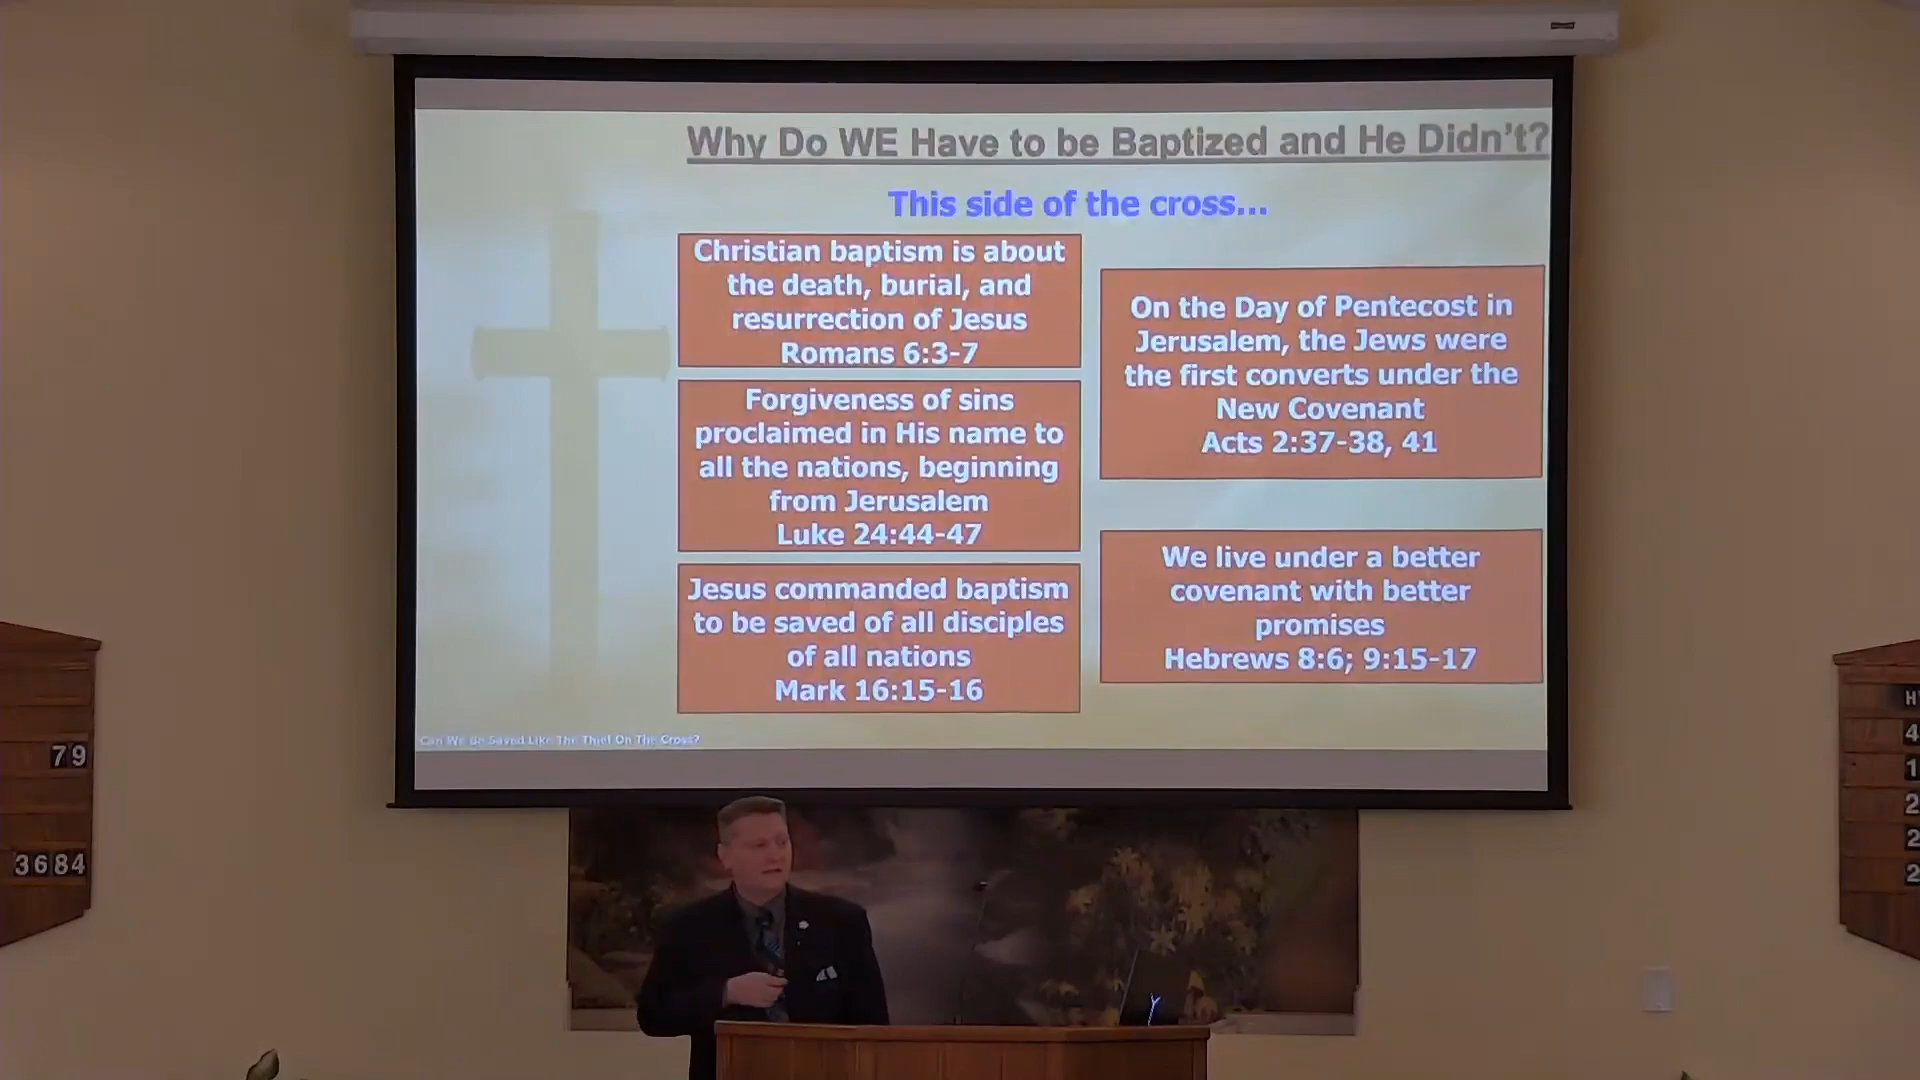 Why Do WE Have to be Baptized and He Didn't?
This side of the cross...
Christian baptism is about
the death, burial, and
resurrection of Jesus
Romans 6:3-7
Forgiveness of sins
proclaimed in His name to
all the nations, beginning
from Jerusalem
Luke 24:44-47
Jesus commanded baptism
to be saved of all disciples
of all nations
Mark 16:15-16
On the Day of Pentecost in
Jerusalem, the Jews were
the first converts under the
New Covenant
Acts 2:37-38, 41
We live under a better
covenant with better
promises
Hebrews 8:6; 9:15-17
Can We Be Saved Like The Thief On The Cross?
79
3684
H
4
1
2
2
2